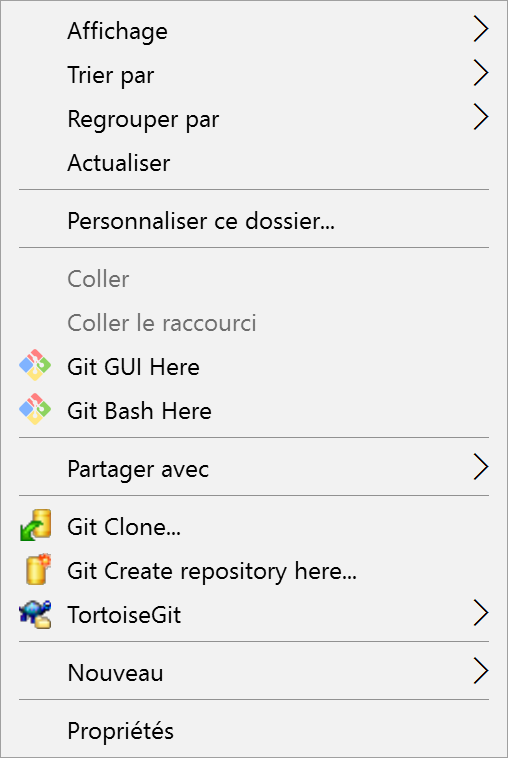 Affichage
Trier par
Regrouper par
Actualiser
Personnaliser ce dossier...
Coller
Coller le raccourci
Git GUI Here
Git Bash Here
Partager avec
Git Clone...
Git Create repository here...
TortoiseGit
Nouveau
Propriétés